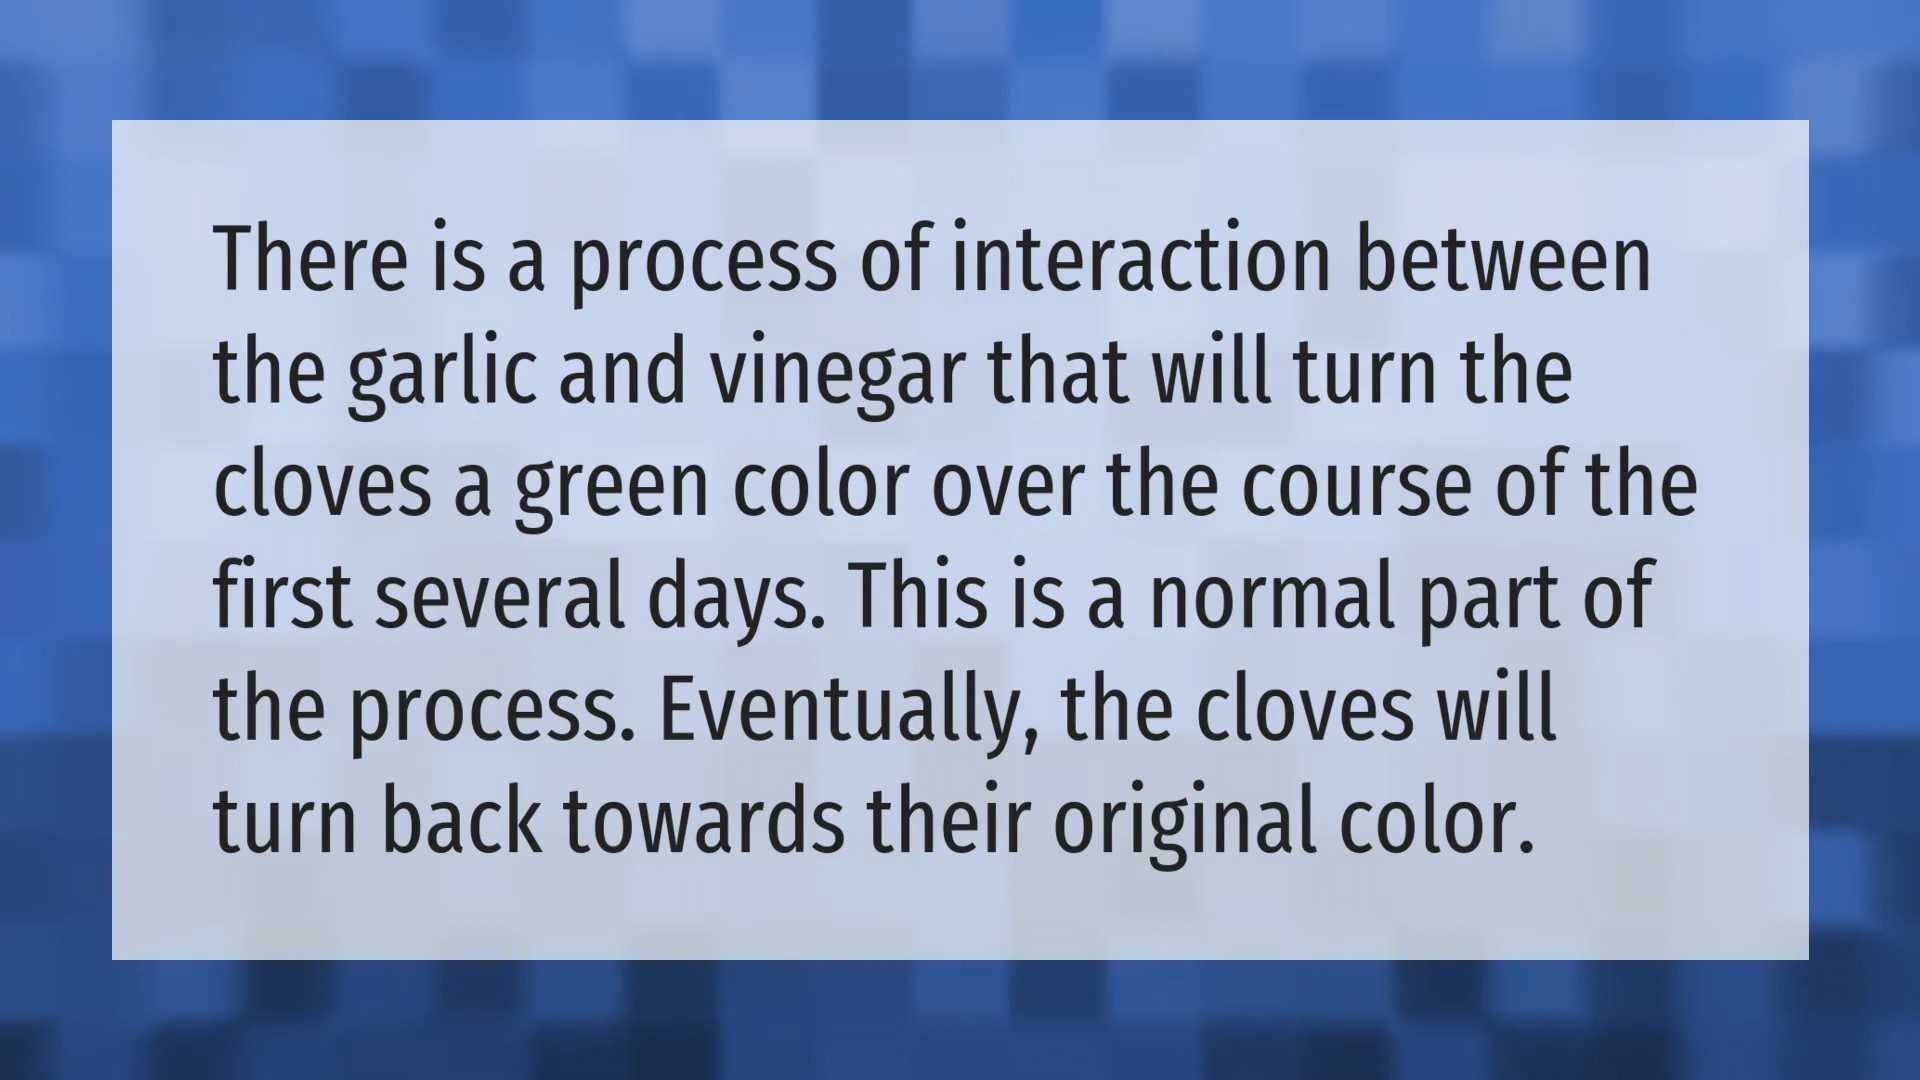 There is a process of interaction between
the garlic and vinegar that will turn the
cloves a green color over the course of the
first several days. This is a normal part of
the process. Eventually, the cloves will
turn back towards their original color.